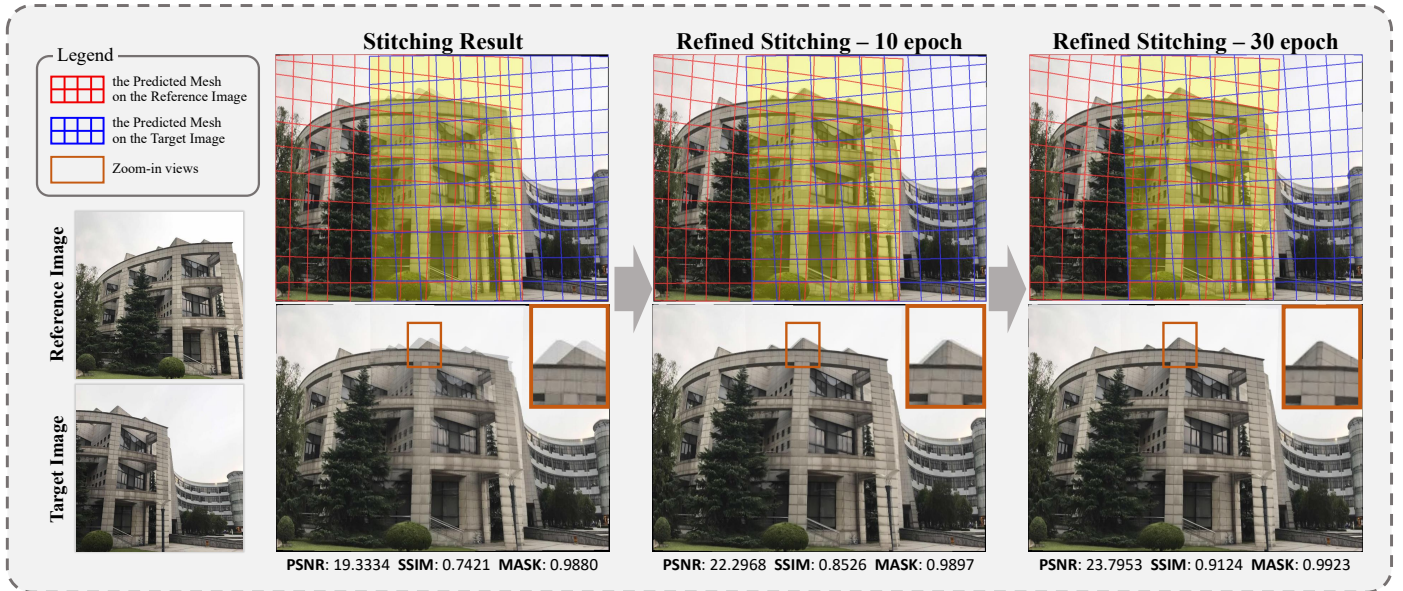 Legend
the Predicted Mesh
on the Reference Image
the Predicted Mesh
on the Target Image
Zoom-in views
Reference Image
Target Image
Stitching Result
Refined Stitching – 10 epoch
Refined Stitching – 30 epoch
PSNR: 19.3334 SSIM: 0.7421 MASK: 0.9880
PSNR: 22.2968 SSIM: 0.8526 MASK: 0.9897
PSNR: 23.7953 SSIM: 0.9124 MASK: 0.9923